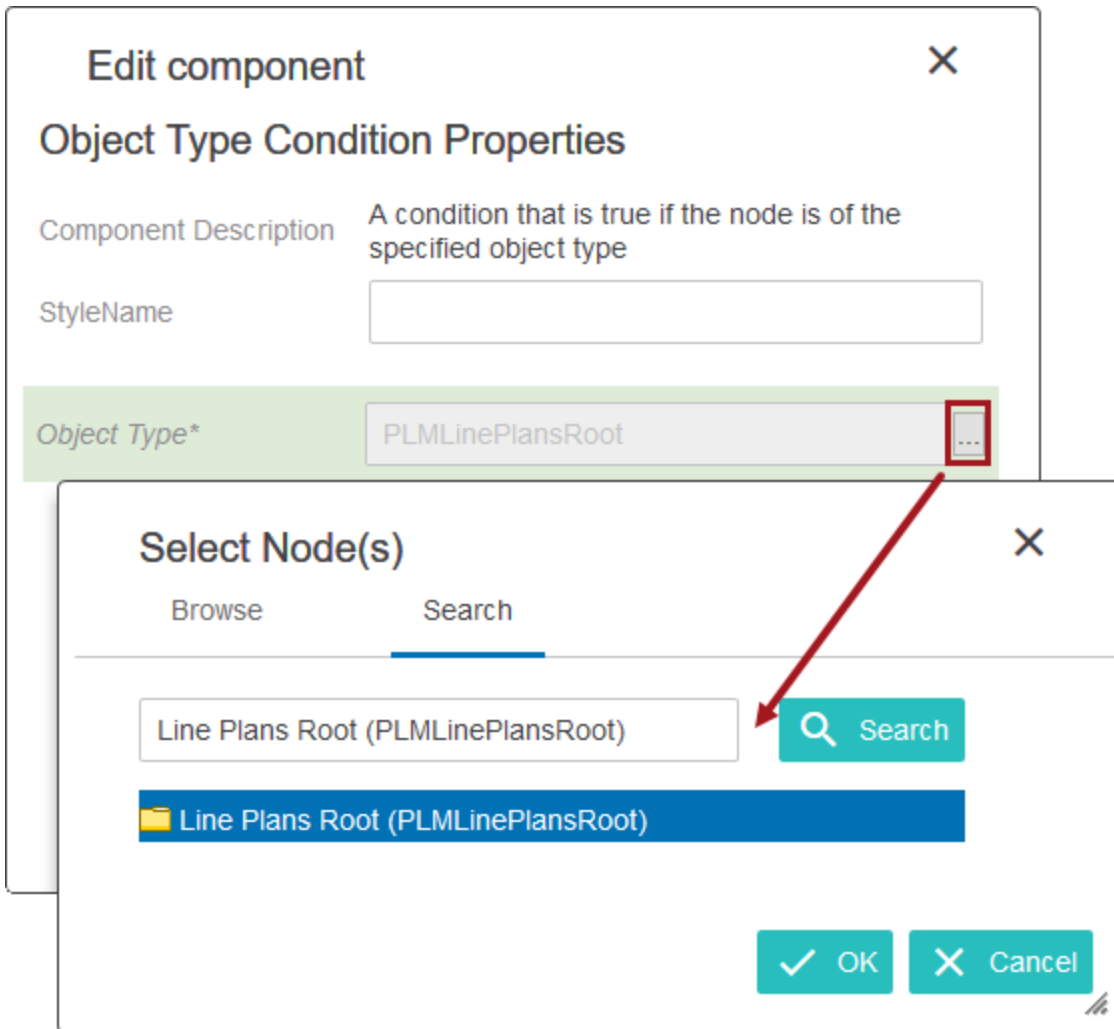 Edit component
Object Type Condition Properties
Component Description
A condition that is true if the node is of the
specified object type
StyleName
Object Type*
PLMLinePlansRoot
...
Select Node(s)
Browse
Search
Line Plans Root (PLMLinePlansRoot)
Search
Line Plans Root (PLMLinePlansRoot)
OK
Cancel